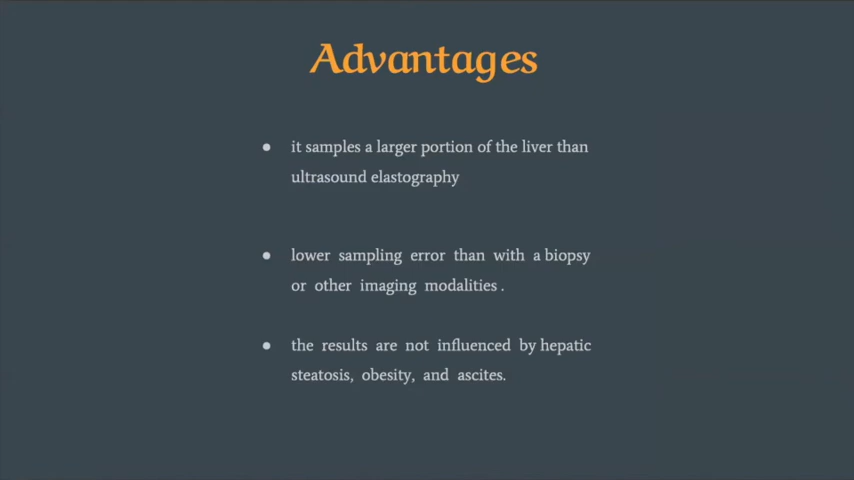 Advantages
● it samples a larger portion of the liver than
ultrasound elastography
● lower sampling error than with a biopsy
or other imaging modalities .
● the results are not influenced by hepatic
steatosis, obesity, and ascites.